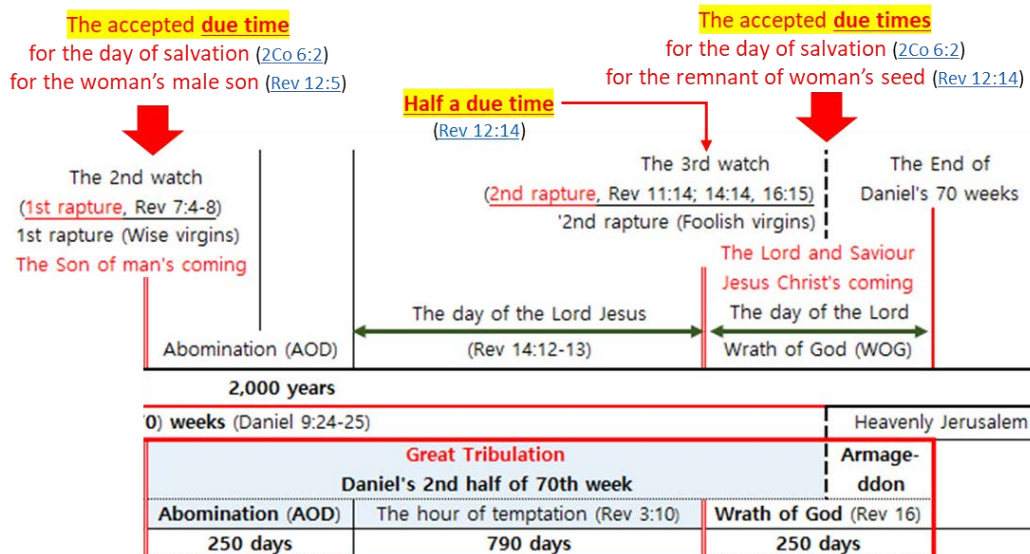 The accepted due time
for the day of salvation (2Co 6:2)
for the woman's male son (Rev 12:5)
Half a due time
(Rev 12:14)
The accepted due times
for the day of salvation (2Co 6:2)
for the remnant of woman's seed (Rev 12:14)
The 2nd watch
(1st rapture, Rev 7:4-8)
1st rapture (Wise virgins)
The Son of man's coming
The 3rd watch
(2nd rapture, Rev 11:14; 14:14, 16:15)
'2nd rapture (Foolish virgins)
The Lord and Saviour
Jesus Christ's coming
The End of
Daniel's 70 weeks
Abomination (AOD)
The day of the Lord Jesus
(Rev 14:12-13)
The day of the Lord
Wrath of God (WOG)
2,000 years
'0) weeks (Daniel 9:24-25)
Heavenly Jerusalem
Great Tribulation
Daniel's 2nd half of 70th week
Armage-
ddon
Abomination (AOD)
The hour of temptation (Rev 3:10)
Wrath of God (Rev 16)
250 days
790 days
250 days